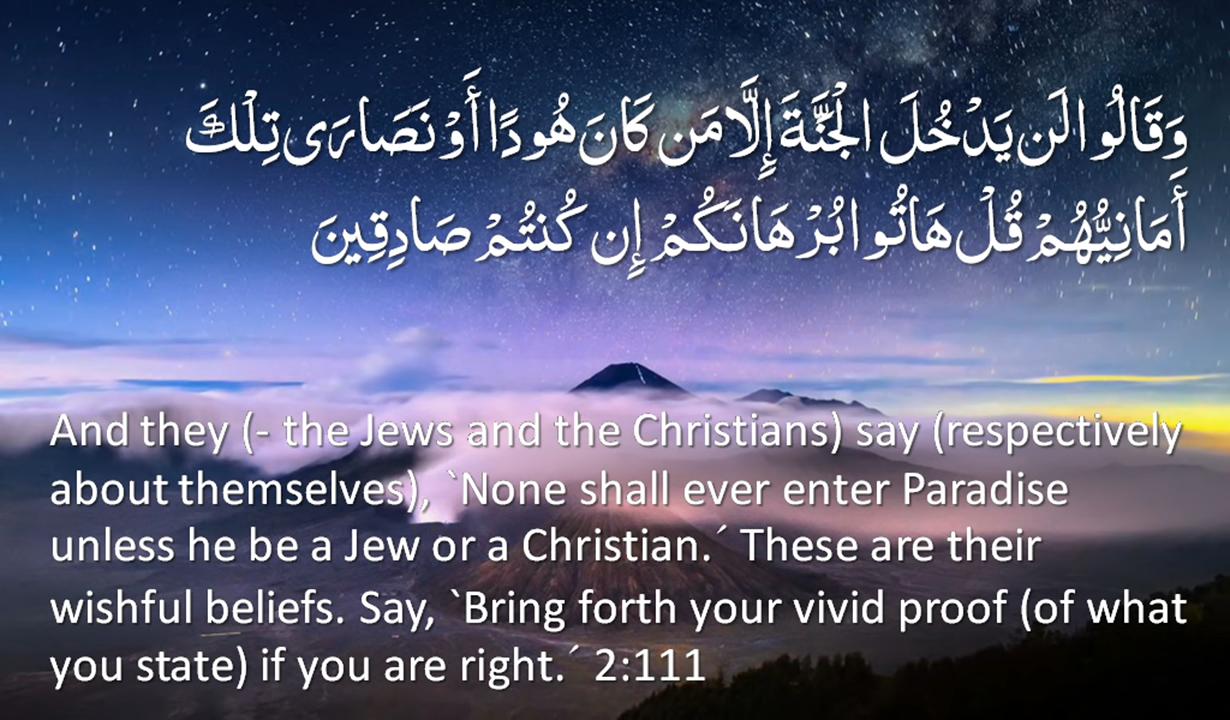 وَقَالُوا لَن يَدْخُلَ الْجَنَّةَ إِلَّا مَن كَانَ هُودًا أَوْ نَصَارَى تِلْكَ
أَمَانِيُّهُمْ قُلْ هَاتُوا بُرْهَانَكُمْ إِن كُنتُمْ صَادِقِينَ
And they (- the Jews and the Christians) say (respectively
about themselves), `None shall ever enter Paradise
unless he be a Jew or a Christian.´ These are their
wishful beliefs. Say, `Bring forth your vivid proof (of what
you state) if you are right.´ 2:111